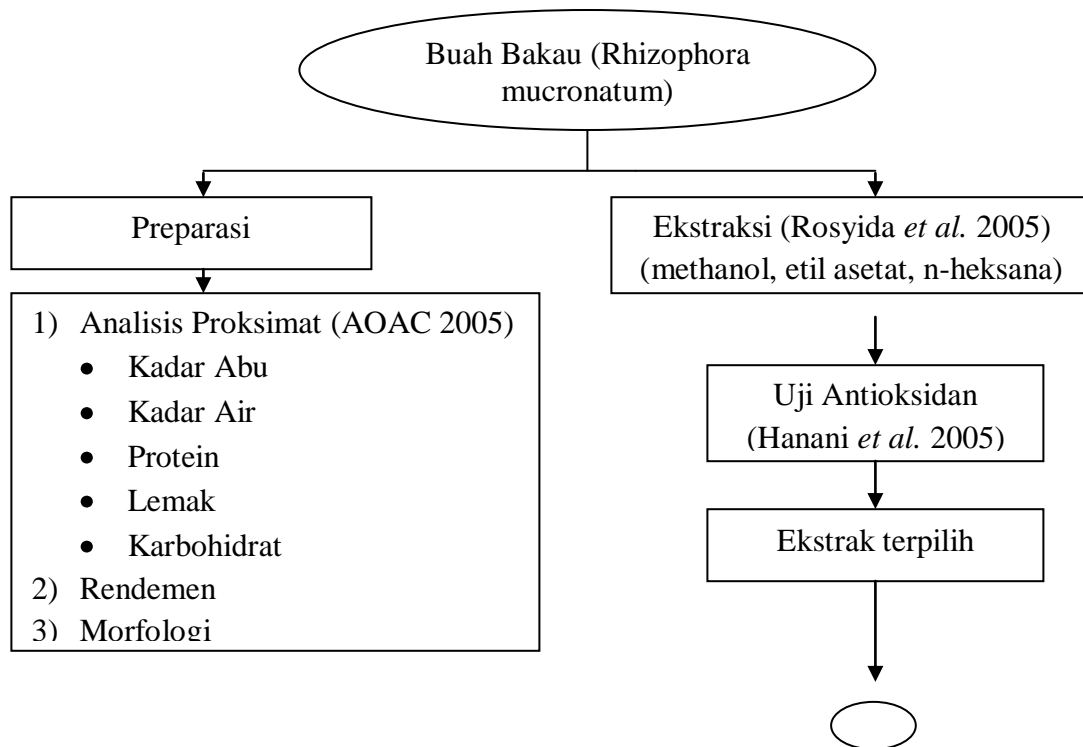 Buah Bakau (Rhizophora
mucronatum)
Preparasi
1) Analisis Proksimat (AOAC 2005)
• Kadar Abu
• Kadar Air
• Protein
• Lemak
• Karbohidrat
2) Rendemen
3) Morfologi
Ekstraksi (Rosyida et al. 2005)
(methanol, etil asetat, n-heksana)
Uji Antioksidan
(Hanani et al. 2005)
Ekstrak terpilih